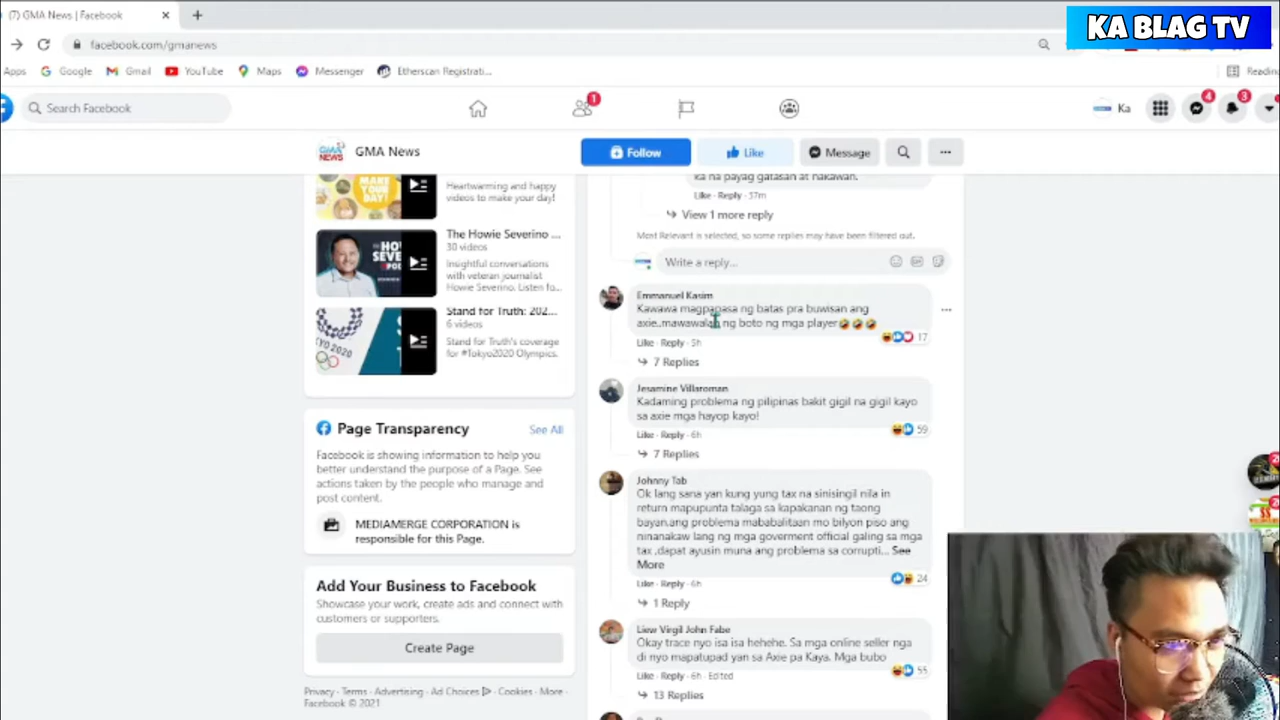 (7) GMA News | Facebook
KA BLAG TV
facebook.com/gmanews
Apps Google Gmail YouTube Maps Messenger Etherscan Registrati... Reading
Search Facebook
1
Ka
4
3
GMA News
Follow
Like
Message
MAKE YOUR DAY!
Heartwarming and happy
videos to make your day!
The Howie Severino ...
30 videos
Insightful conversations
with veteran journalist
Howie Severino. Listen fo...
Stand for Truth: 202...
6 videos
Stand for Truth's coverage
for #Tokyo2020 Olympics.
Page Transparency
See All
Facebook is showing information to help you
better understand the purpose of a Page. See
actions taken by the people who manage and
post content.
MEDIAMERGE CORPORATION is
responsible for this Page.
Add Your Business to Facebook
Showcase your work, create ads and connect with
customers or supporters.
Create Page
Privacy · Terms · Advertising · Ad Choices · Cookies · More ·
Facebook © 2021
ka na payag gatasan at nakawan.
Like · Reply · 37m
View 1 more reply
Most Relevant is selected, so some replies may have been filtered out.
Write a reply...
Emmanuel Kasim
Kawawa magpapasa ng batas pra buwisan ang
axie..mawawalan ng boto ng mga player🤣🤣🤣
17
Like · Reply · 5h
7 Replies
Jesamine Villaroman
Kadaming problema ng pilipinas bakit gigil na gigil kayo
sa axie mga hayop kayo!
59
Like · Reply · 6h
7 Replies
Johnny Tab
Ok lang sana yan kung yung tax na sinisingil nila in
return mapupunta talaga sa kapakanan ng taong
bayan.ang problema mababalitaan mo bilyon piso ang
ninanakaw lang ng mga goverment official galing sa mga
tax ,dapat ayusin muna ang problema sa corrupti... See
More
24
Like · Reply · 6h
1 Reply
Liew Virgil John Fabe
Okay trace nyo isa isa hehehe. Sa mga online seller nga
di nyo mapatupad yan sa Axie pa Kaya. Mga bubo
55
Like · Reply · 6h · Edited
13 Replies